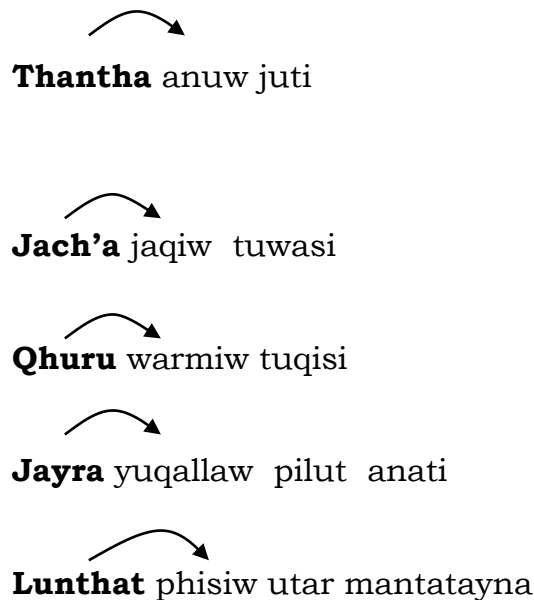 Thantha anuw juti
Jach’a jaqiw tuwasi
Qhuru warmiw tuqisi
Jayra yuqallaw pilut anati
Lunthat phisiw utar mantatayna